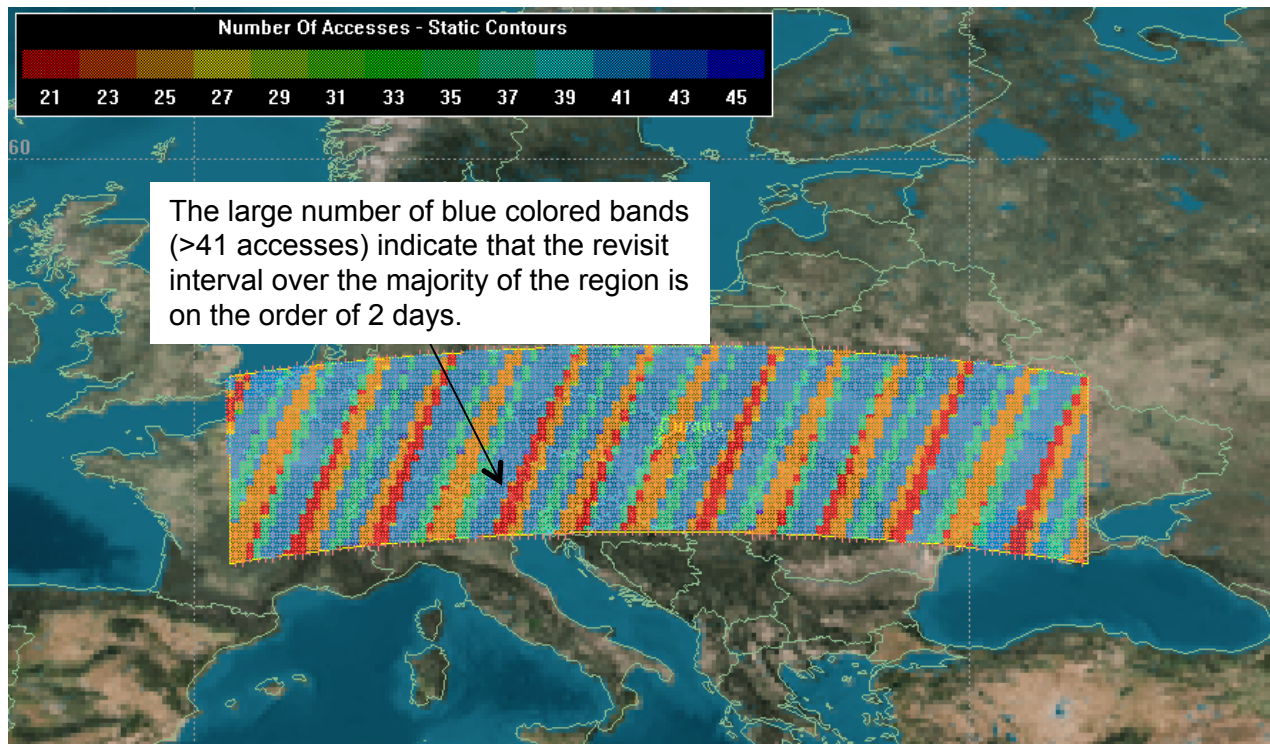 Number Of Accesses - Static Contours
21 23 25 27 29 31 33 35 37 39 41 43 45
60
The large number of blue colored bands
(>41 accesses) indicate that the revisit
interval over the majority of the region is
on the order of 2 days.